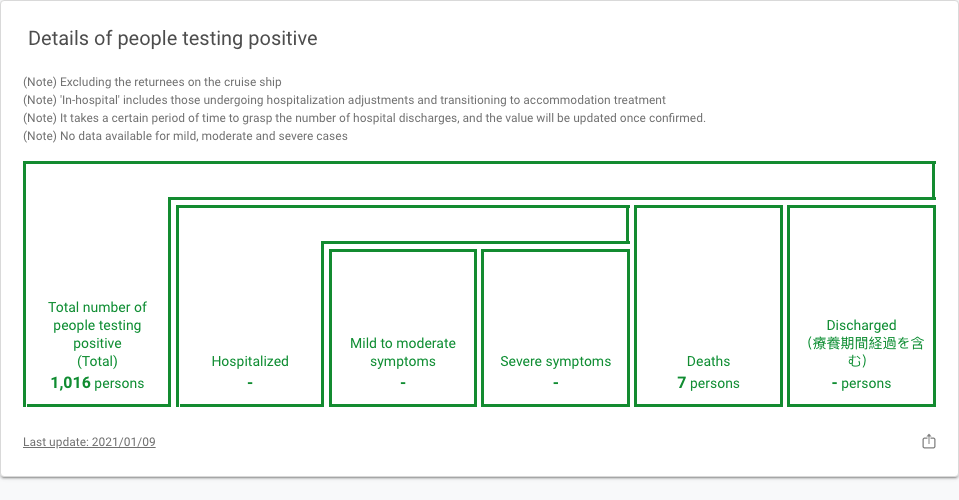 Details of people testing positive
(Note) Excluding the returnees on the cruise ship
(Note) 'In-hospital' includes those undergoing hospitalization adjustments and transitioning to accommodation treatment
(Note) It takes a certain period of time to grasp the number of hospital discharges, and the value will be updated once confirmed.
(Note) No data available for mild, moderate and severe cases
Total number of
people testing
positive
(Total)
1,016 persons
Hospitalized
-
Mild to moderate
symptoms
-
Severe symptoms
-
Deaths
7 persons
Discharged
（療養期間経過を含
む）
- persons
Last update: 2021/01/09